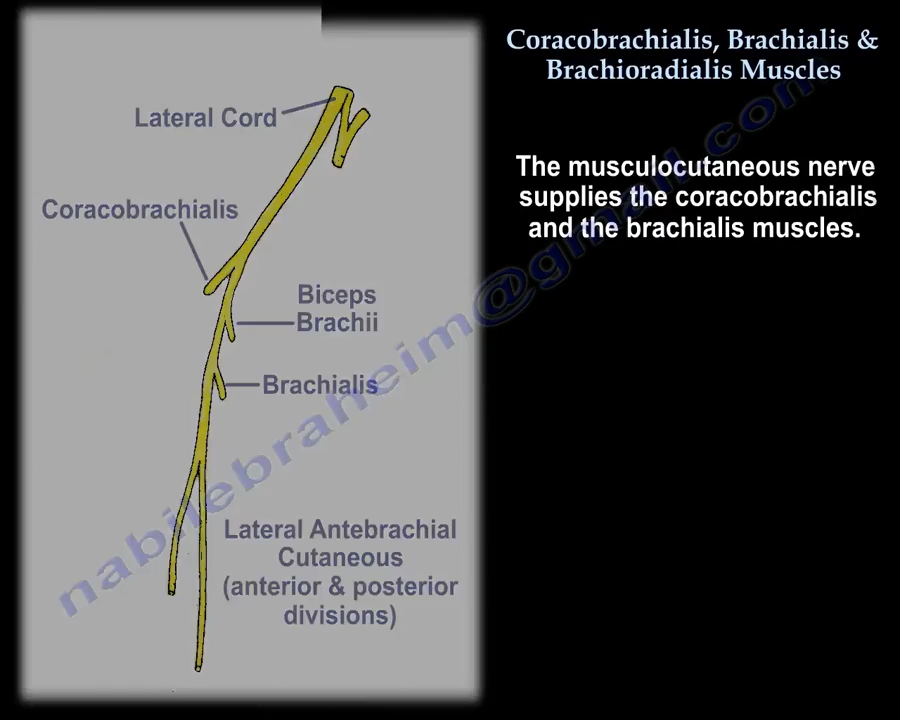 Coracobrachialis, Brachialis &
Brachioradialis Muscles
The musculocutaneous nerve
supplies the coracobrachialis
and the brachialis muscles.
Lateral Cord
Coracobrachialis
Biceps
Brachii
Brachialis
Lateral Antebrachial
Cutaneous
(anterior & posterior
divisions)
nabilebraheim@gmail.com